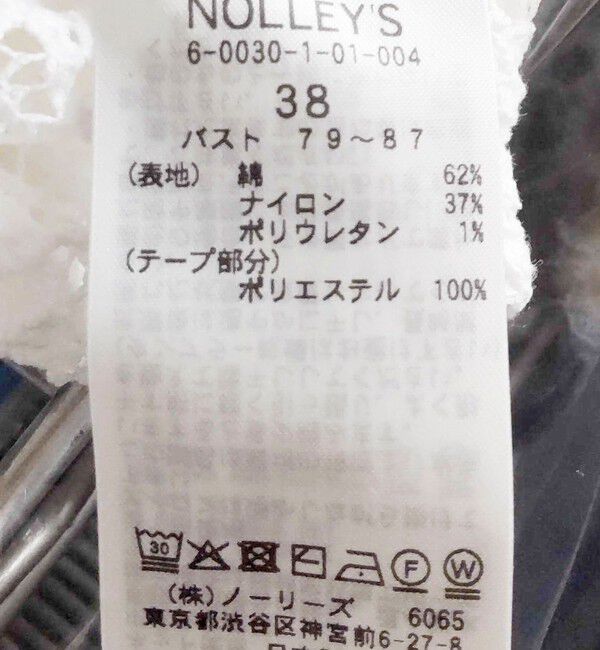 NOLLEY'S
6-0030-1-01-004
38
バスト 79～87
(表地) 綿 62%
ナイロン 37%
ポリウレタン 1%
(テープ部分)
ポリエステル 100%
30 F W
(株)ノーリーズ 6065
東京都渋谷区神宮前6-27-8